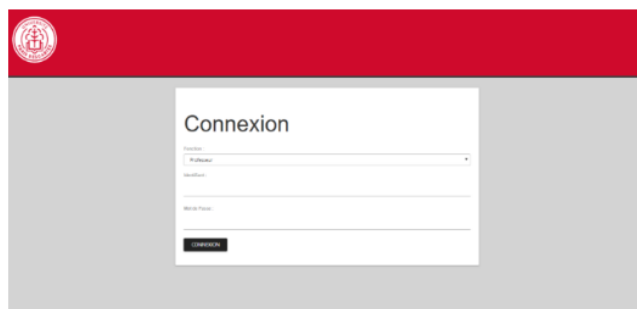 Connexion
Fonction :
Professeur
Identifiant :
Mot de Passe :
CONNEXION